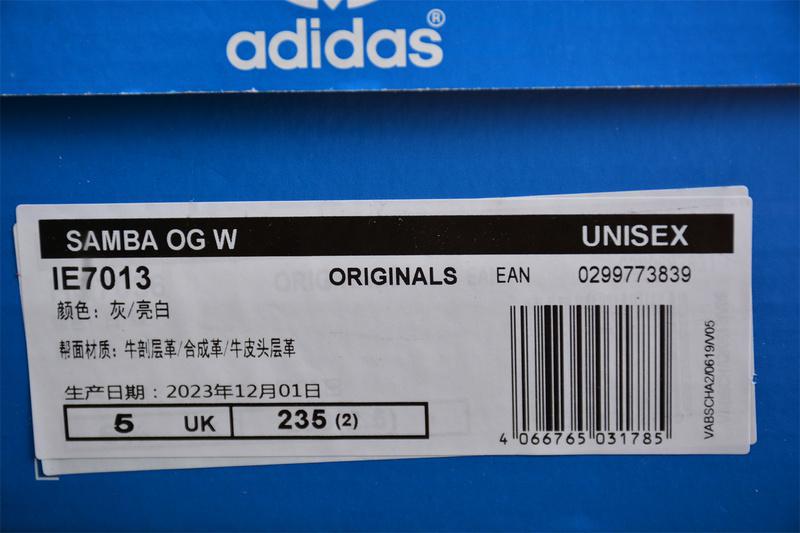 adidas®
SAMBA OG W UNISEX
IE7013 ORIGINALS EAN 0299773839
颜色：灰/亮白
帮面材质：牛剖层革/合成革/牛皮头层革
生产日期：2023年12月01日
5 UK 235 (2)
4 066765 031785
VABSCHA2/0619/V05